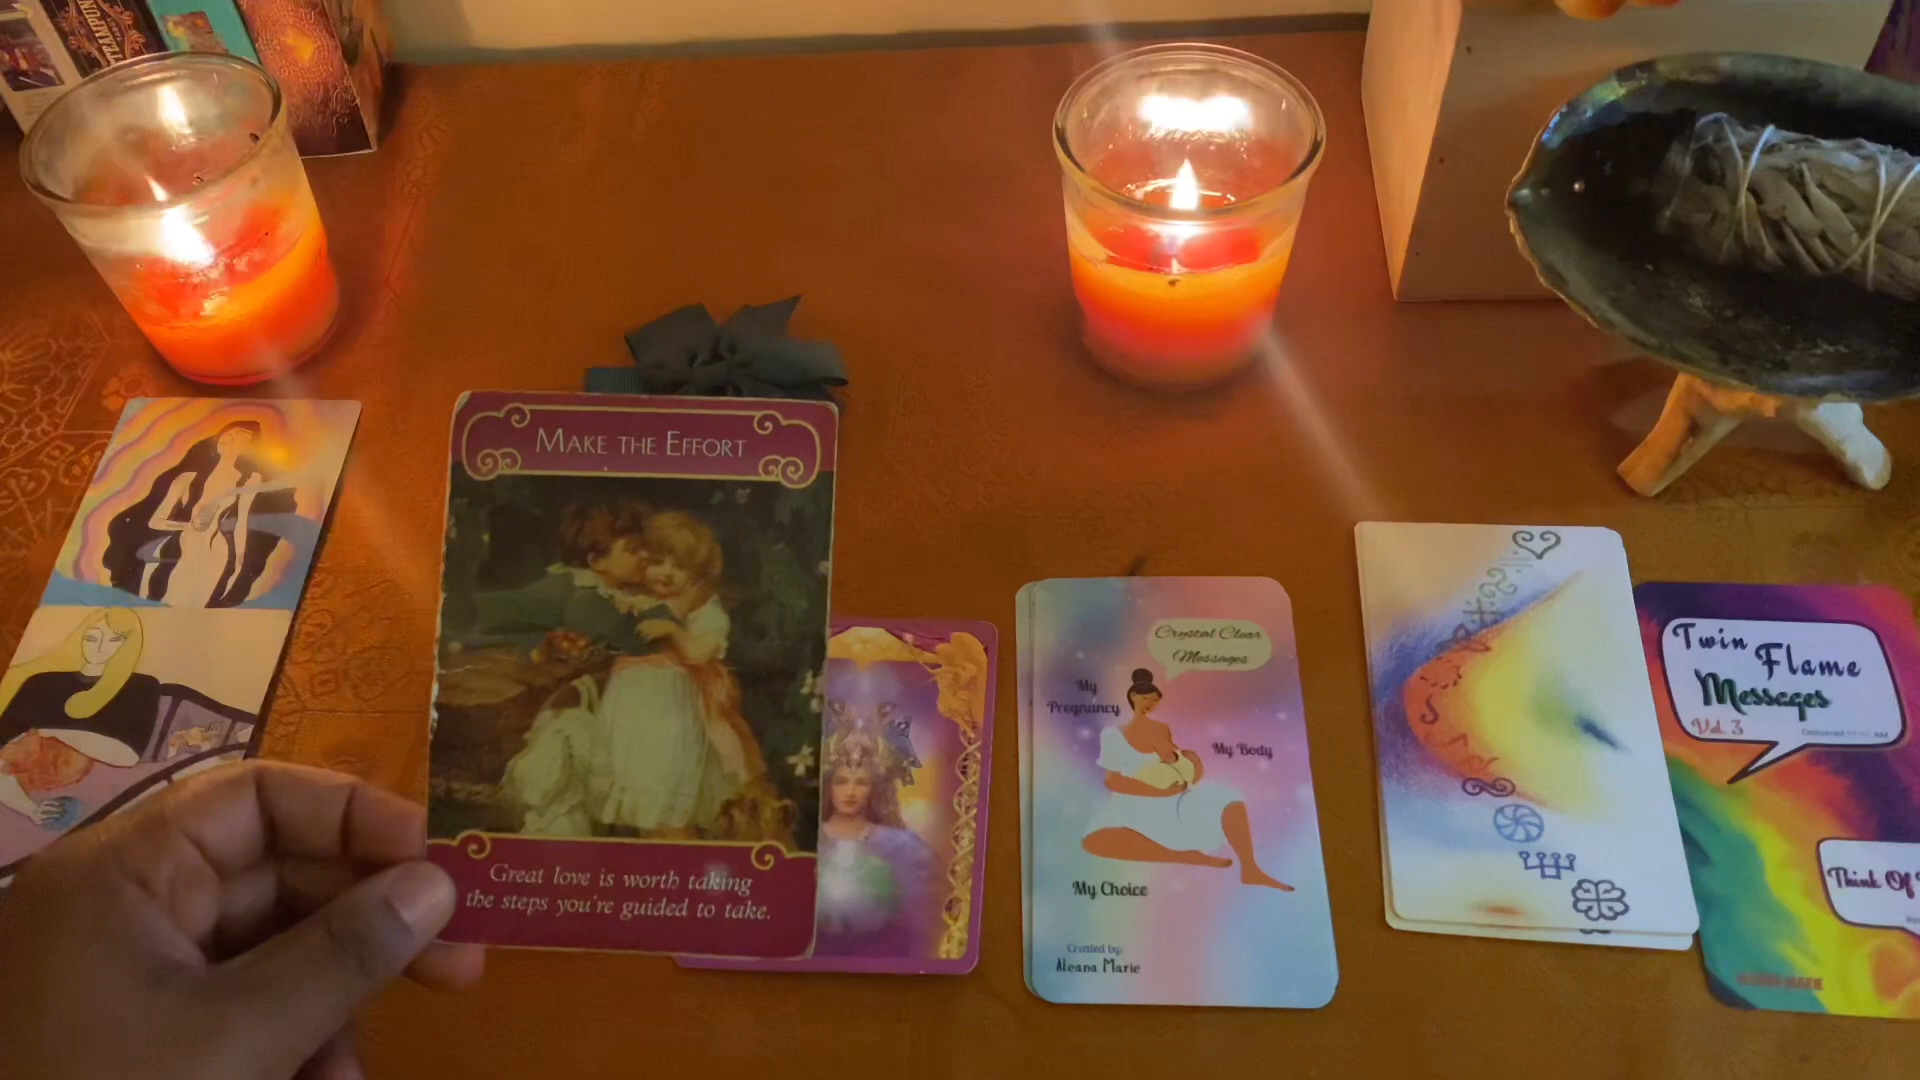 MAKE THE EFFORT
Great love is worth taking
the steps you're guided to take.
Crystal Clear
Messages
My
Pregnancy
My Body
My Choice
Created by:
Aleana Marie
Twin
Flame
Messages
Vol. 3
Think Of